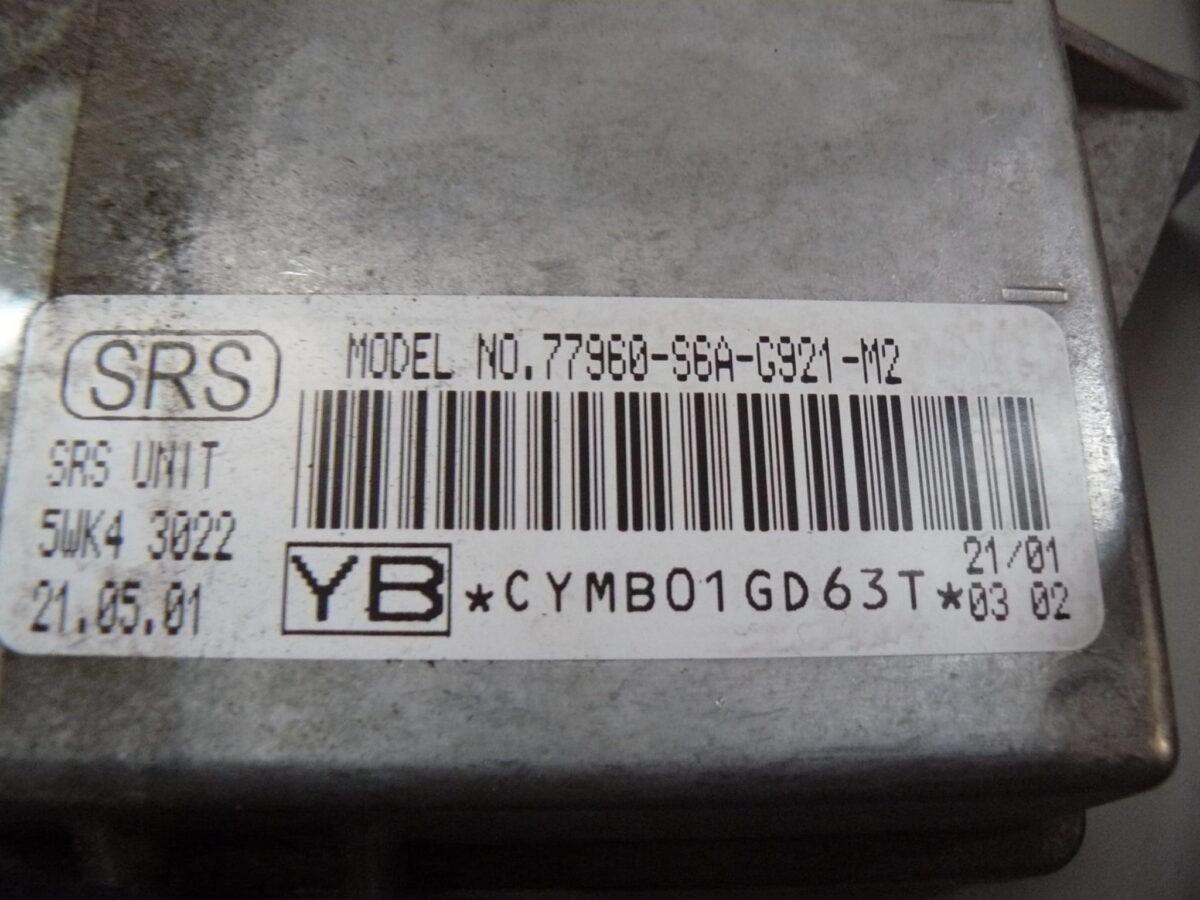 SRS
MODEL NO.77960-S6A-G921-M2
SRS UNIT
5WK4 3022
21.05.01
YB
*CYMB01GD63T*
21/01
03 02